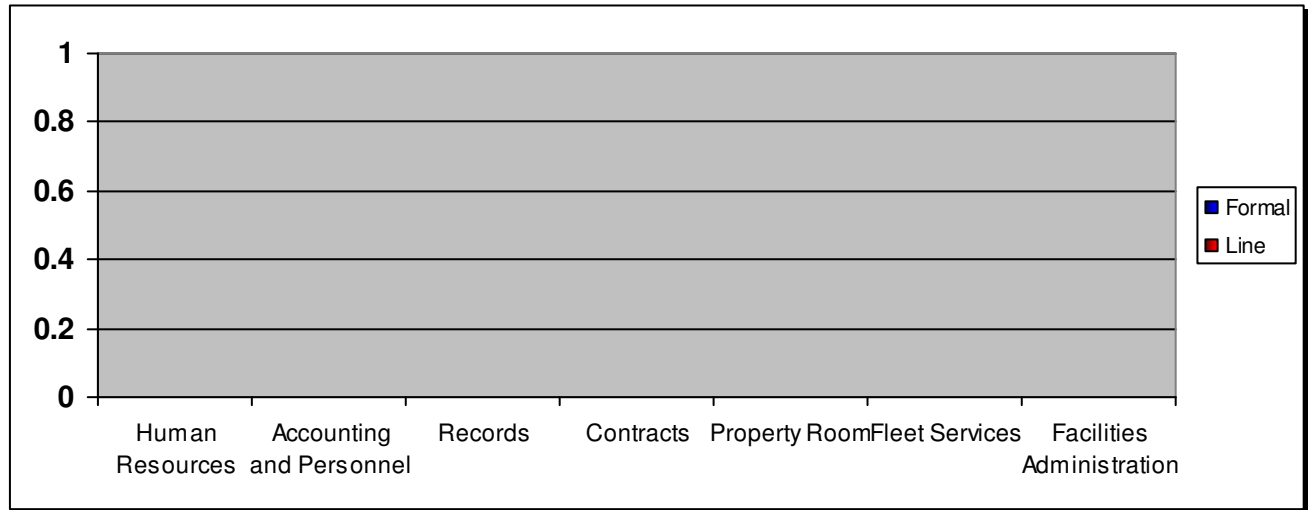 1
0.8
0.6
0.4
0.2
0
Human Resources
Accounting and Personnel
Records
Contracts
Property Room
Fleet Services
Facilities Administration
Formal
Line